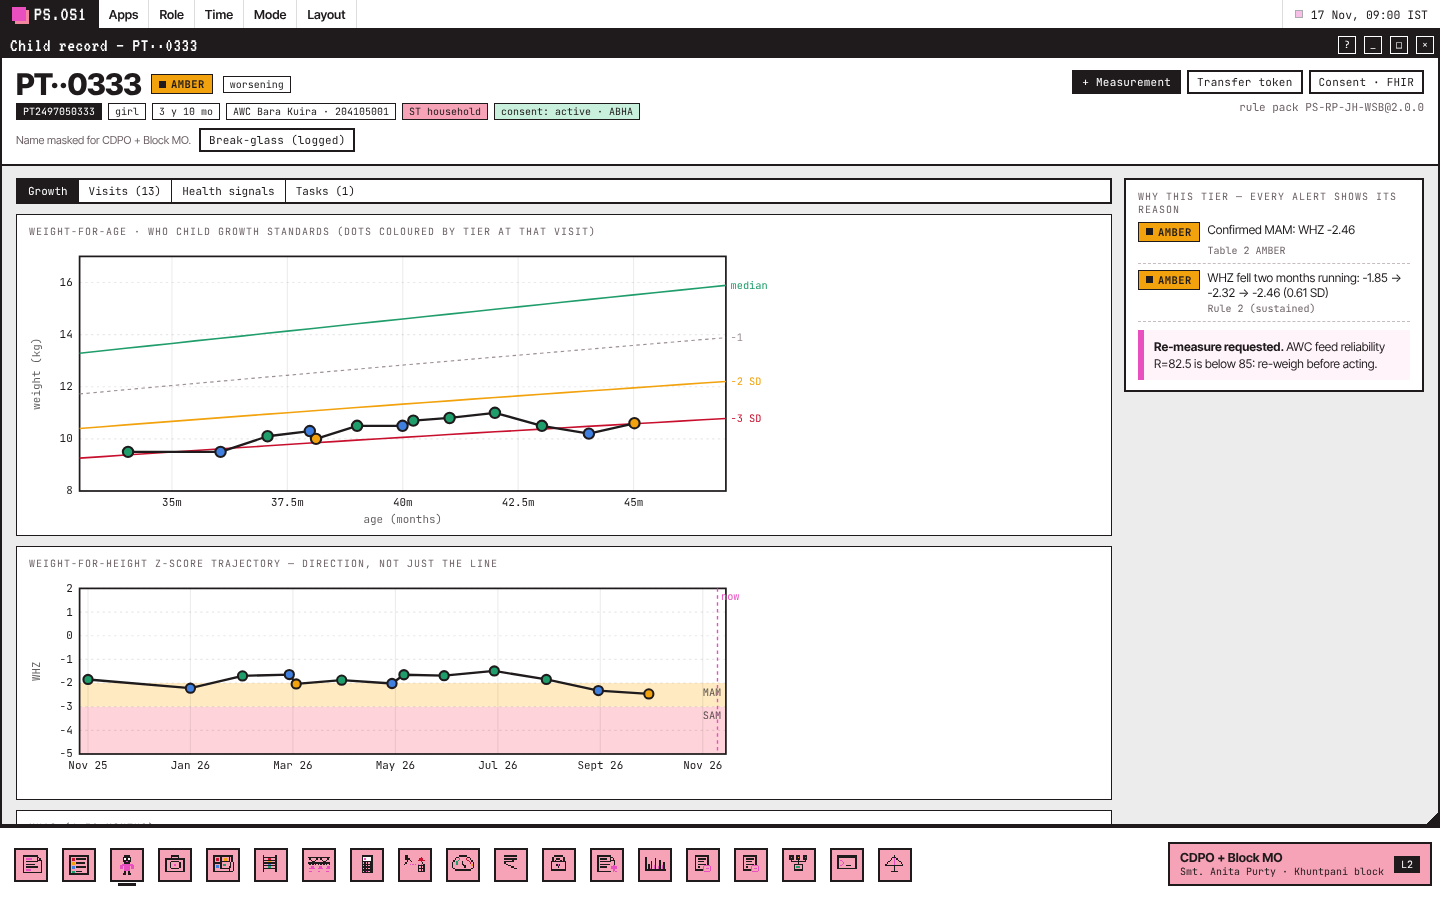 PS.OS1 Apps Role Time Mode Layout 17 Nov, 09:00 IST
Child record — PT··0333 ? _ □ ×
PT··0333 AMBER worsening
+ Measurement Transfer token Consent · FHIR
PT2497050333 girl 3 y 10 mo AWC Bara Kuira · 204105001 ST household consent: active · ABHA
rule pack PS-RP-JH-WSB@2.0.0
Name masked for CDPO + Block MO. Break-glass (logged)
Growth Visits (13) Health signals Tasks (1)
WEIGHT-FOR-AGE · WHO CHILD GROWTH STANDARDS (DOTS COLOURED BY TIER AT THAT VISIT)
16
14
12
10
8
weight (kg)
median
-1
-2 SD
-3 SD
35m 37.5m 40m 42.5m 45m
age (months)
WEIGHT-FOR-HEIGHT Z-SCORE TRAJECTORY — DIRECTION, NOT JUST THE LINE
2
1
0
-1
-2
-3
-4
-5
WHZ
now
MAM
SAM
Nov 25 Jan 26 Mar 26 May 26 Jul 26 Sept 26 Nov 26
WHY THIS TIER — EVERY ALERT SHOWS ITS
REASON
AMBER Confirmed MAM: WHZ -2.46
Table 2 AMBER
AMBER WHZ fell two months running: -1.85 →
-2.32 → -2.46 (0.61 SD)
Rule 2 (sustained)
Re-measure requested. AWC feed reliability
R=82.5 is below 85: re-weigh before acting.
CDPO + Block MO
Smt. Anita Purty · Khuntpani block
L2